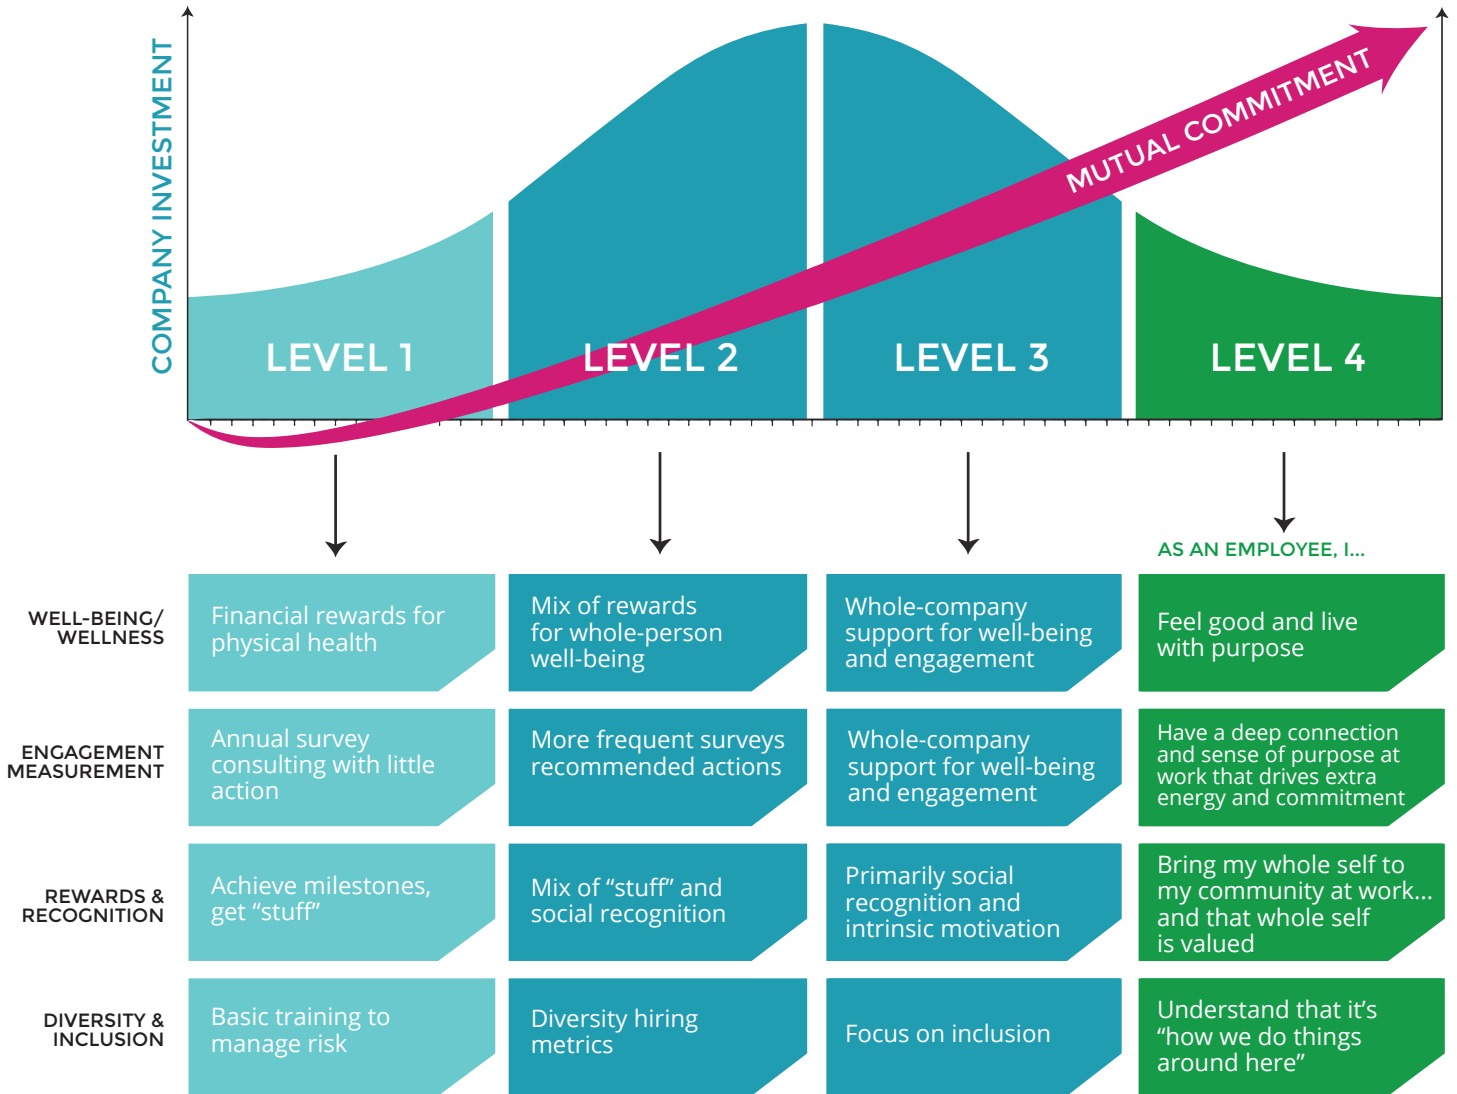 COMPANY INVESTMENT
MUTUAL COMMITMENT
LEVEL 1
LEVEL 2
LEVEL 3
LEVEL 4
AS AN EMPLOYEE, I...
WELL-BEING/
WELLNESS
Financial rewards for
physical health
Mix of rewards
for whole-person
well-being
Whole-company
support for well-being
and engagement
Feel good and live
with purpose
ENGAGEMENT
MEASUREMENT
Annual survey
consulting with little
action
More frequent surveys
recommended actions
Whole-company
support for well-being
and engagement
Have a deep connection
and sense of purpose at
work that drives extra
energy and commitment
REWARDS &
RECOGNITION
Achieve milestones,
get “stuff”
Mix of “stuff” and
social recognition
Primarily social
recognition and
intrinsic motivation
Bring my whole self to
my community at work...
and that whole self
is valued
DIVERSITY &
INCLUSION
Basic training to
manage risk
Diversity hiring
metrics
Focus on inclusion
Understand that it’s
“how we do things
around here”